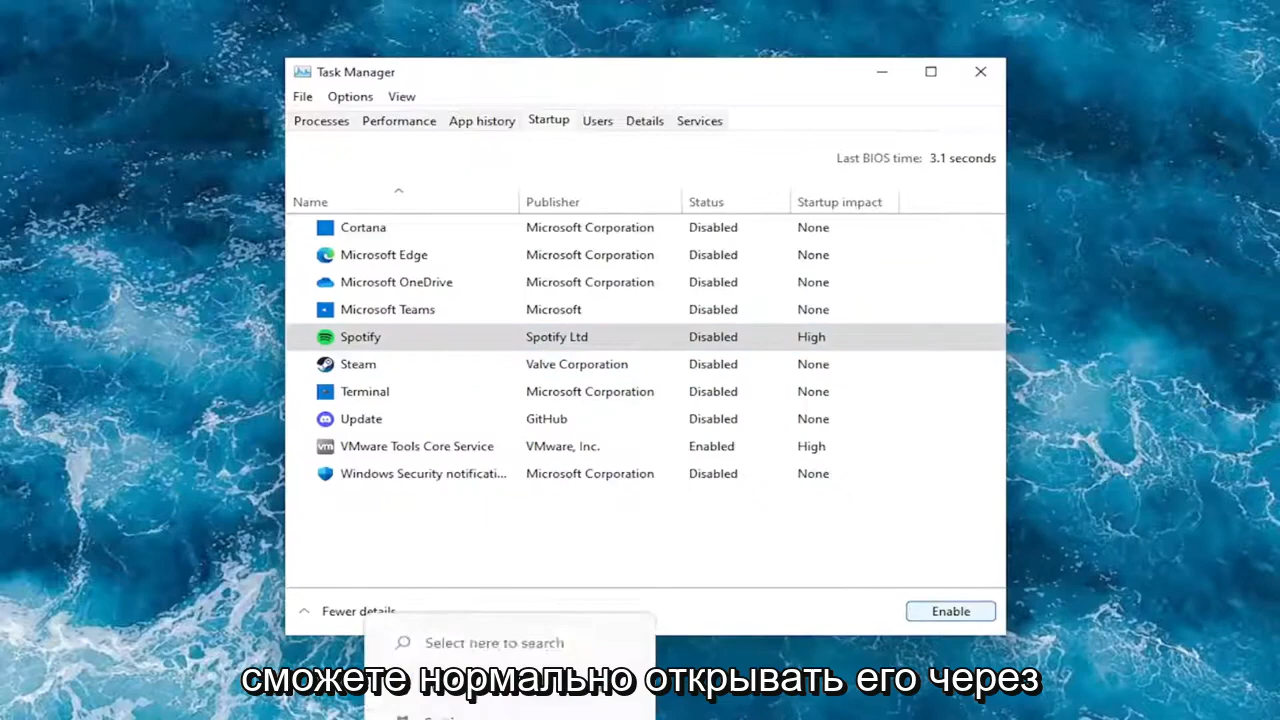 Task Manager
File Options View
Processes Performance App history Startup Users Details Services
Last BIOS time: 3.1 seconds
Name Publisher Status Startup impact
Cortana Microsoft Corporation Disabled None
Microsoft Edge Microsoft Corporation Disabled None
Microsoft OneDrive Microsoft Corporation Disabled None
Microsoft Teams Microsoft Disabled None
Spotify Spotify Ltd Disabled High
Steam Valve Corporation Disabled None
Terminal Microsoft Corporation Disabled None
Update GitHub Disabled None
vm VMware Tools Core Service VMware, Inc. Enabled High
Windows Security notificati... Microsoft Corporation Disabled None
Fewer details Enable
Select here to search
сможете нормально открывать его через